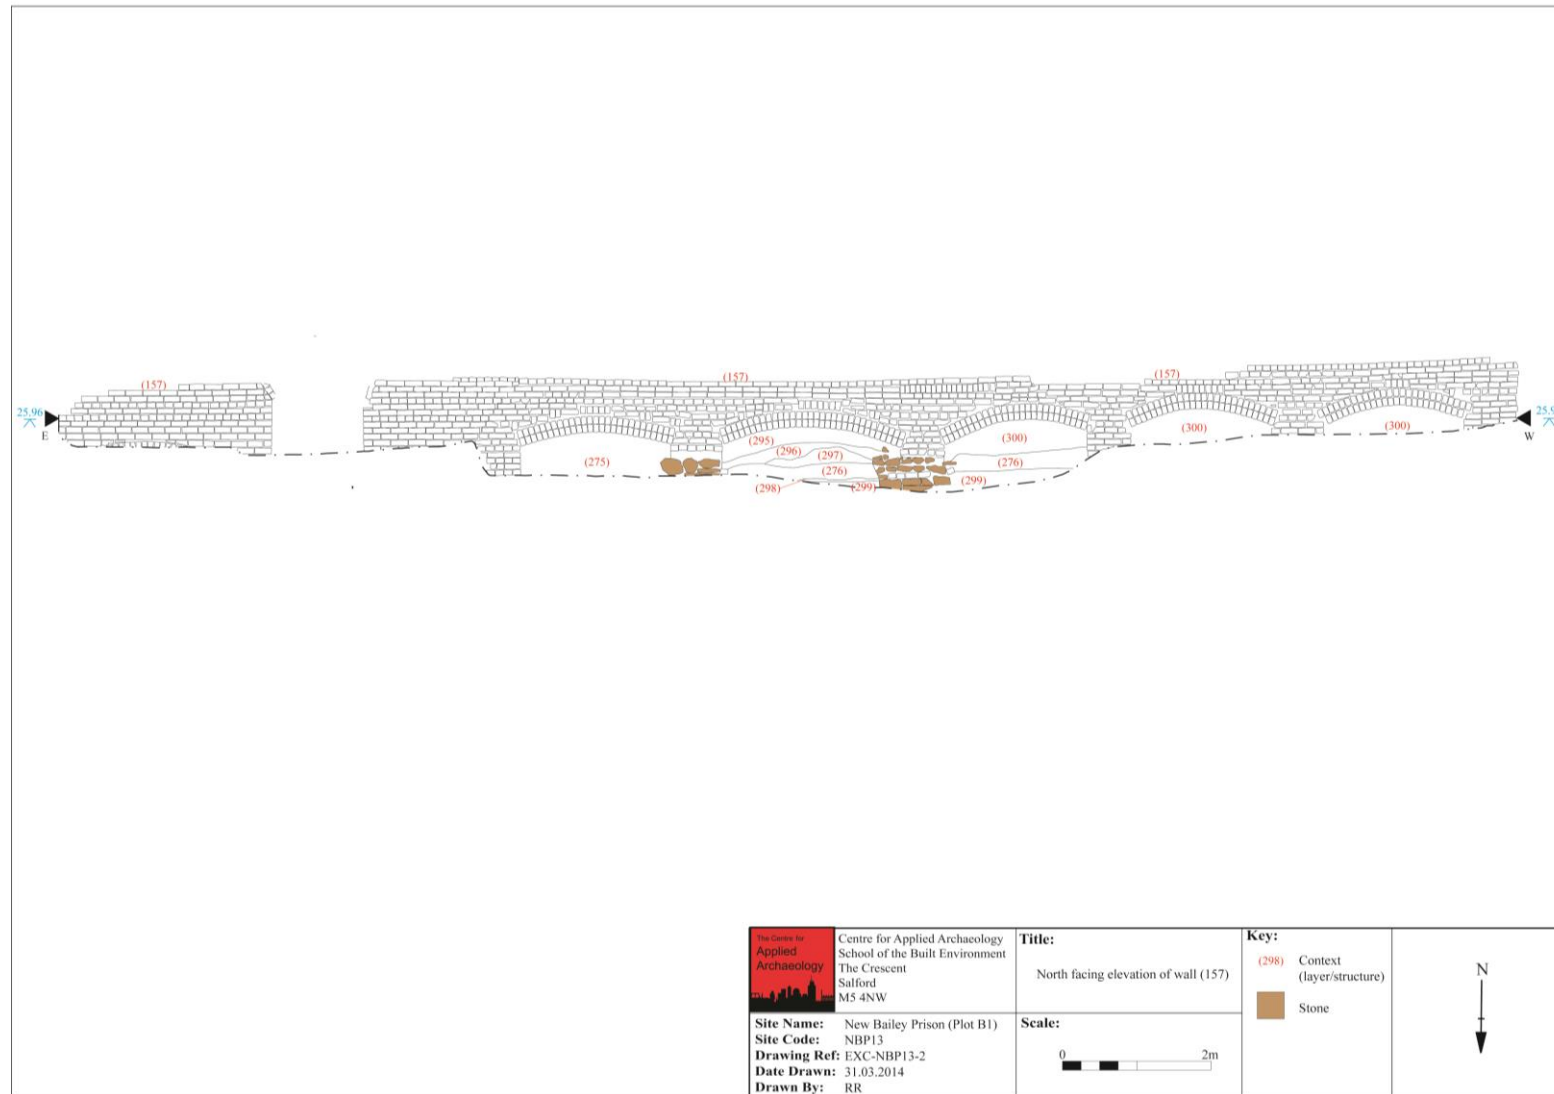 (157)
(157)
(157)
25.96
E
25.9
W
(295)
(296)
(297)
(300)
(300)
(300)
(275)
(276)
(276)
(298)
(299)
(299)
The Centre for
Applied
Archaeology
Centre for Applied Archaeology
School of the Built Environment
The Crescent
Salford
M5 4NW
Title:
North facing elevation of wall (157)
Key:
(298) Context
(layer/structure)
Stone
N
Site Name: New Bailey Prison (Plot B1)
Site Code: NBP13
Drawing Ref: EXC-NBP13-2
Date Drawn: 31.03.2014
Drawn By: RR
Scale:
0 2m